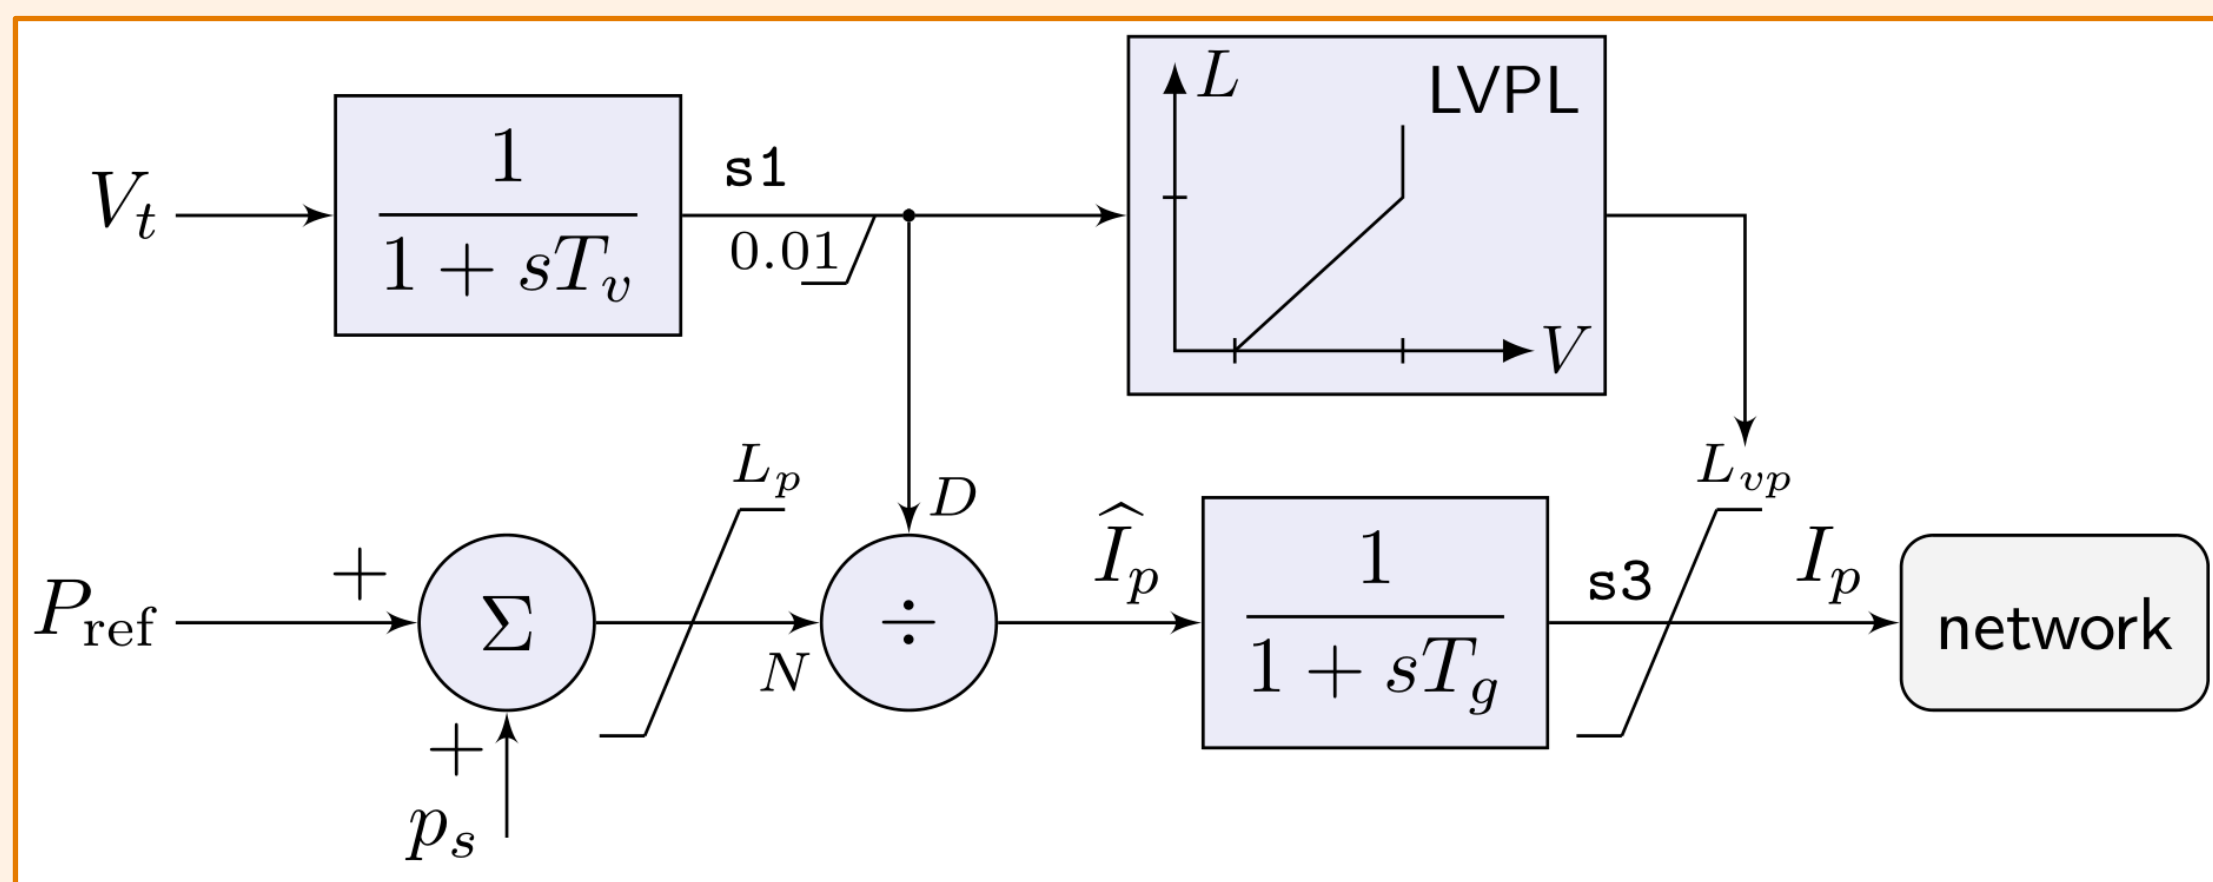 L
LVPL
1
s1
V_t
1 + sT_v
0.01
V
L_p
L_vp
D
+
Î_p
1
s3
I_p
P_ref
Σ
÷
network
N
1 + sT_g
+
p_s